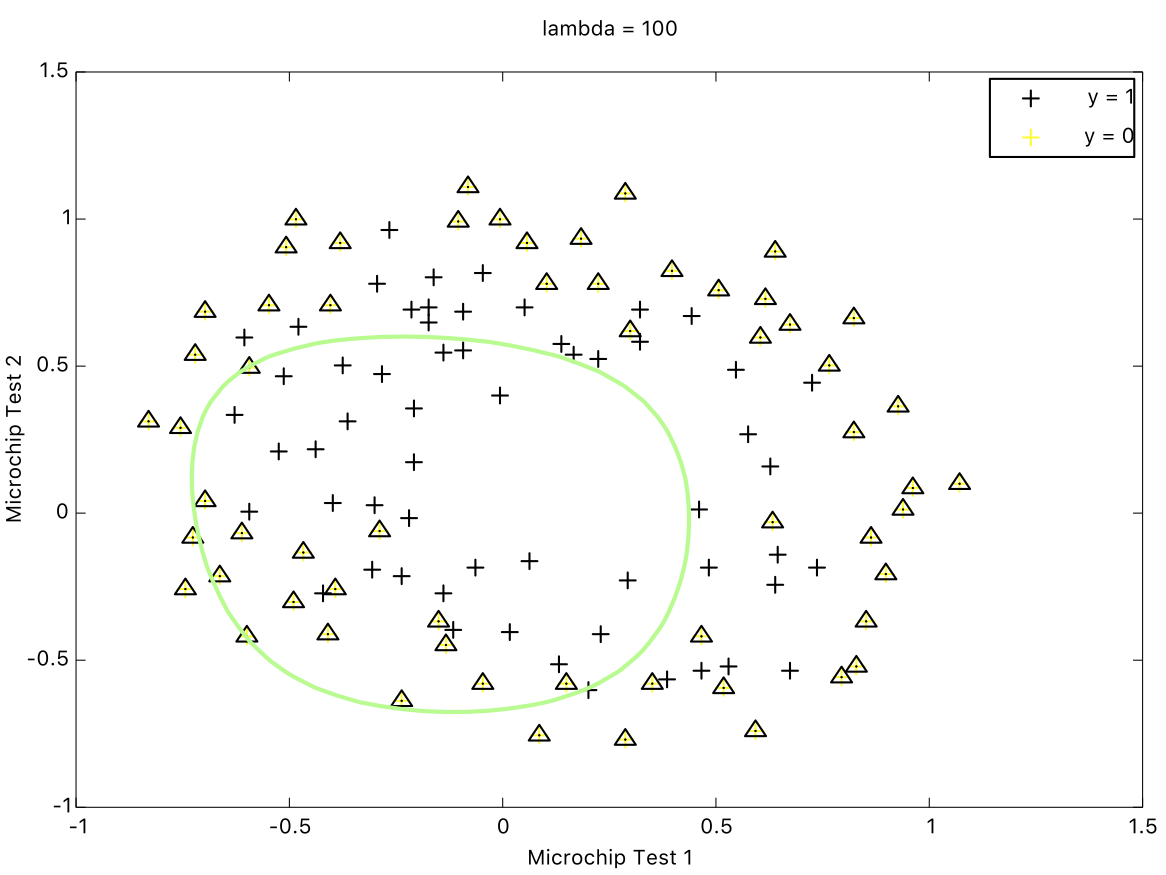 lambda = 100
1.5
y = 1
y = 0
1
0.5
0
-0.5
-1
-1
-0.5
0
0.5
1
1.5
Microchip Test 2
Microchip Test 1